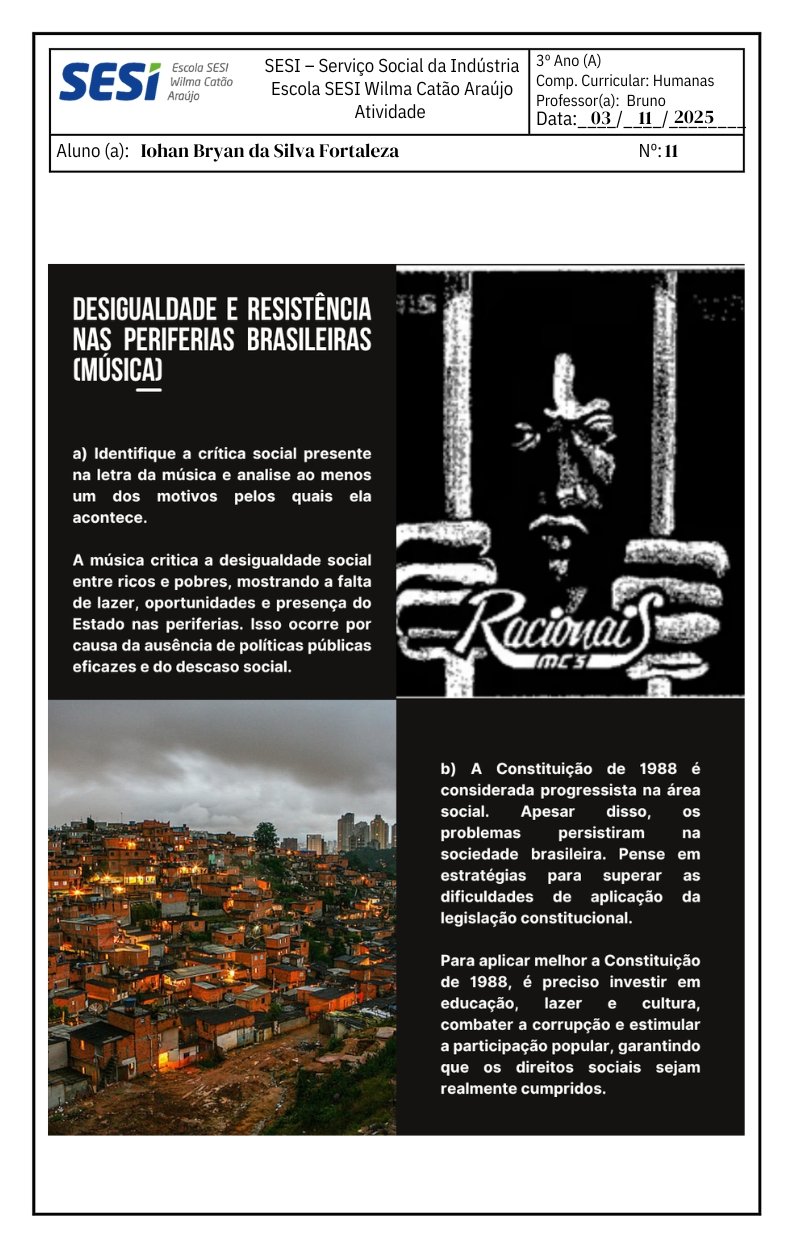 SESI
Escola SESI
Wilma Catão
Araújo
SESI – Serviço Social da Indústria
Escola SESI Wilma Catão Araújo
Atividade
3º Ano (A)
Comp. Curricular: Humanas
Professor(a): Bruno
Data: 03 / 11 / 2025
Aluno (a): Iohan Bryan da Silva Fortaleza Nº: 11
DESIGUALDADE E RESISTÊNCIA
NAS PERIFERIAS BRASILEIRAS
(MÚSICA)
a) Identifique a crítica social presente
na letra da música e analise ao menos
um dos motivos pelos quais ela
acontece.
A música critica a desigualdade social
entre ricos e pobres, mostrando a falta
de lazer, oportunidades e presença do
Estado nas periferias. Isso ocorre por
causa da ausência de políticas públicas
eficazes e do descaso social.
Racionais
MC'S
b) A Constituição de 1988 é
considerada progressista na área
social. Apesar disso, os
problemas persistiram na
sociedade brasileira. Pense em
estratégias para superar as
dificuldades de aplicação da
legislação constitucional.
Para aplicar melhor a Constituição
de 1988, é preciso investir em
educação, lazer e cultura,
combater a corrupção e estimular
a participação popular, garantindo
que os direitos sociais sejam
realmente cumpridos.